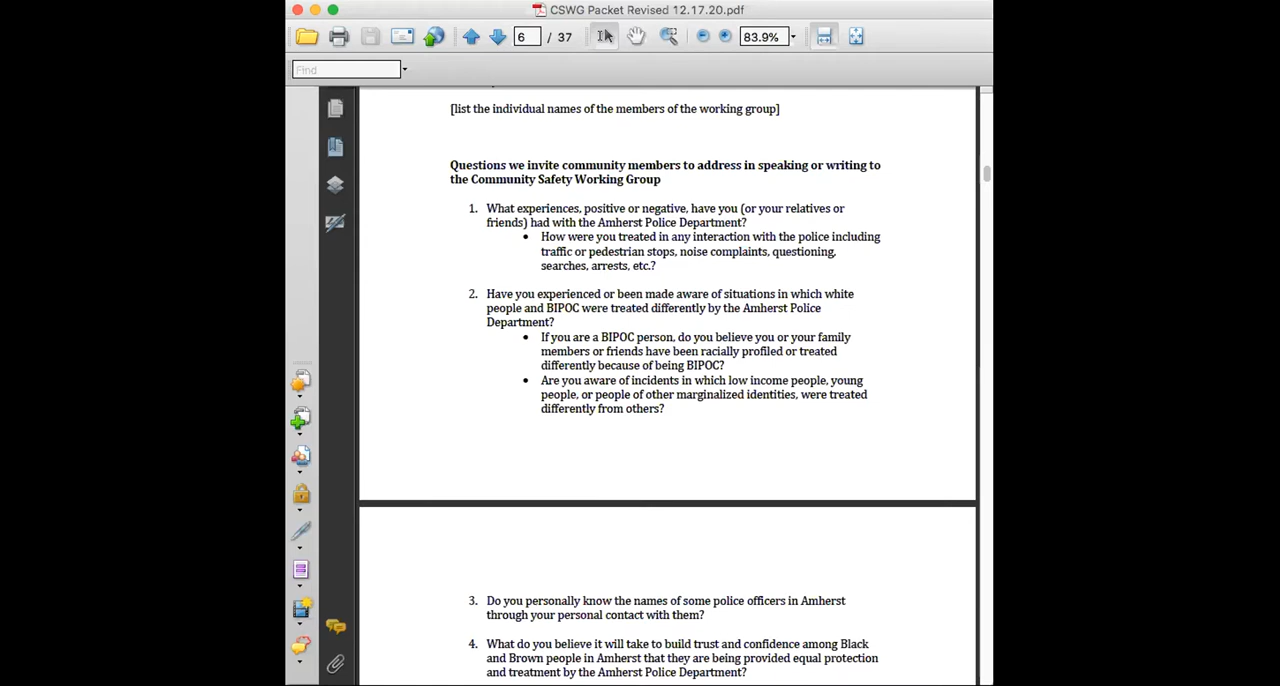 CSWG Packet Revised 12.17.20.pdf
6 / 37
83.9%
Find
[list the individual names of the members of the working group]
Questions we invite community members to address in speaking or writing to
the Community Safety Working Group
1. What experiences, positive or negative, have you (or your relatives or
friends) had with the Amherst Police Department?
• How were you treated in any interaction with the police including
traffic or pedestrian stops, noise complaints, questioning,
searches, arrests, etc.?
2. Have you experienced or been made aware of situations in which white
people and BIPOC were treated differently by the Amherst Police
Department?
• If you are a BIPOC person, do you believe you or your family
members or friends have been racially profiled or treated
differently because of being BIPOC?
• Are you aware of incidents in which low income people, young
people, or people of other marginalized identities, were treated
differently from others?
3. Do you personally know the names of some police officers in Amherst
through your personal contact with them?
4. What do you believe it will take to build trust and confidence among Black
and Brown people in Amherst that they are being provided equal protection
and treatment by the Amherst Police Department?